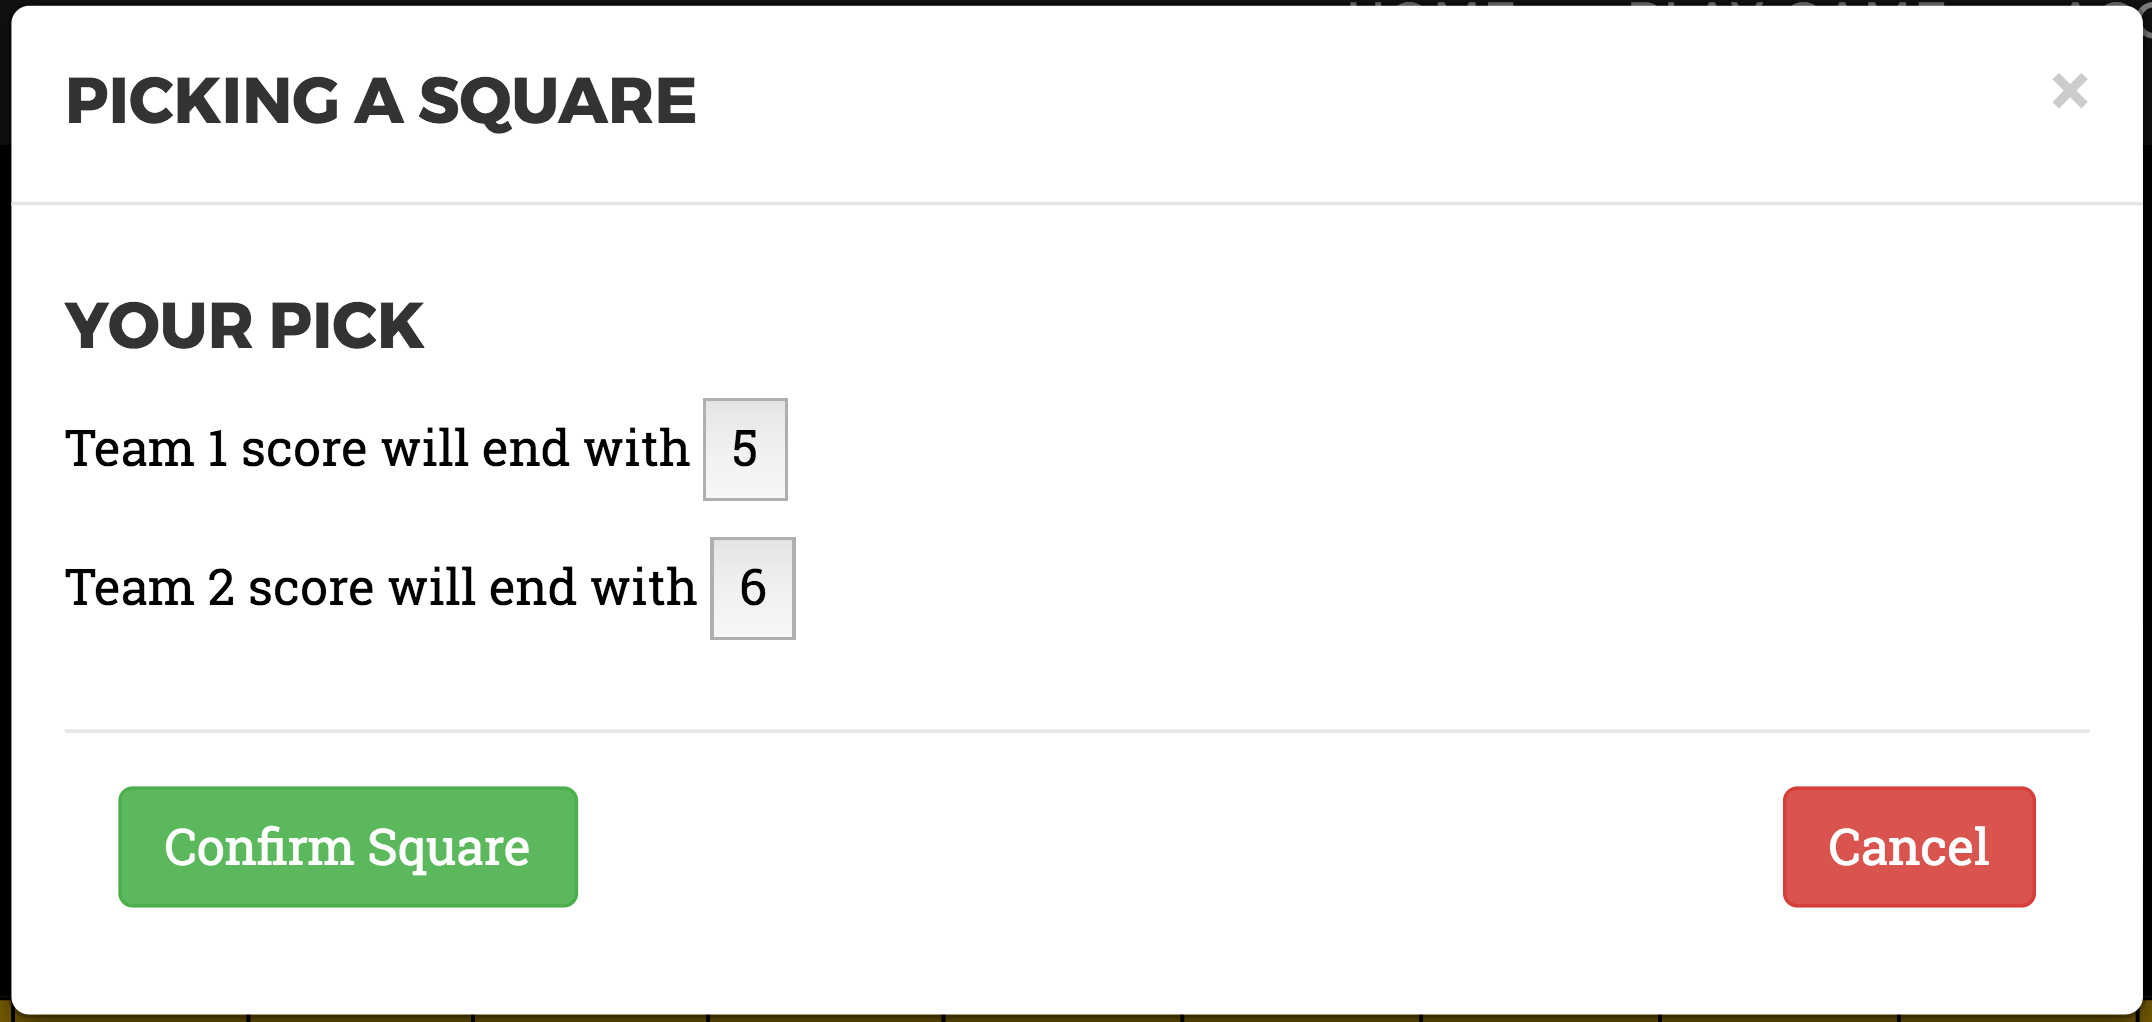 PICKING A SQUARE
×
YOUR PICK
Team 1 score will end with 5
Team 2 score will end with 6
Confirm Square
Cancel